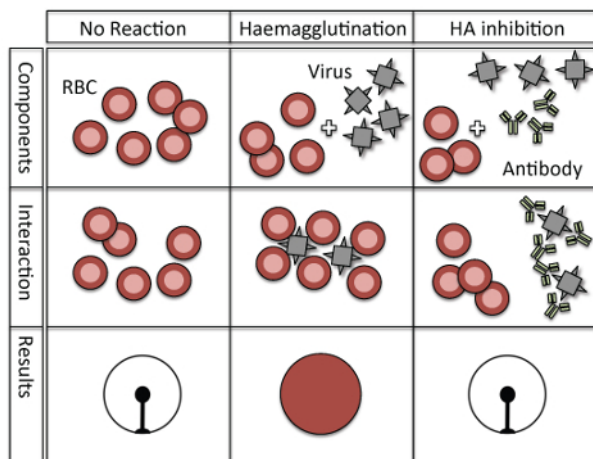 No Reaction
Haemagglutination
HA inhibition
Components
RBC
Virus
Antibody
Interaction
Results